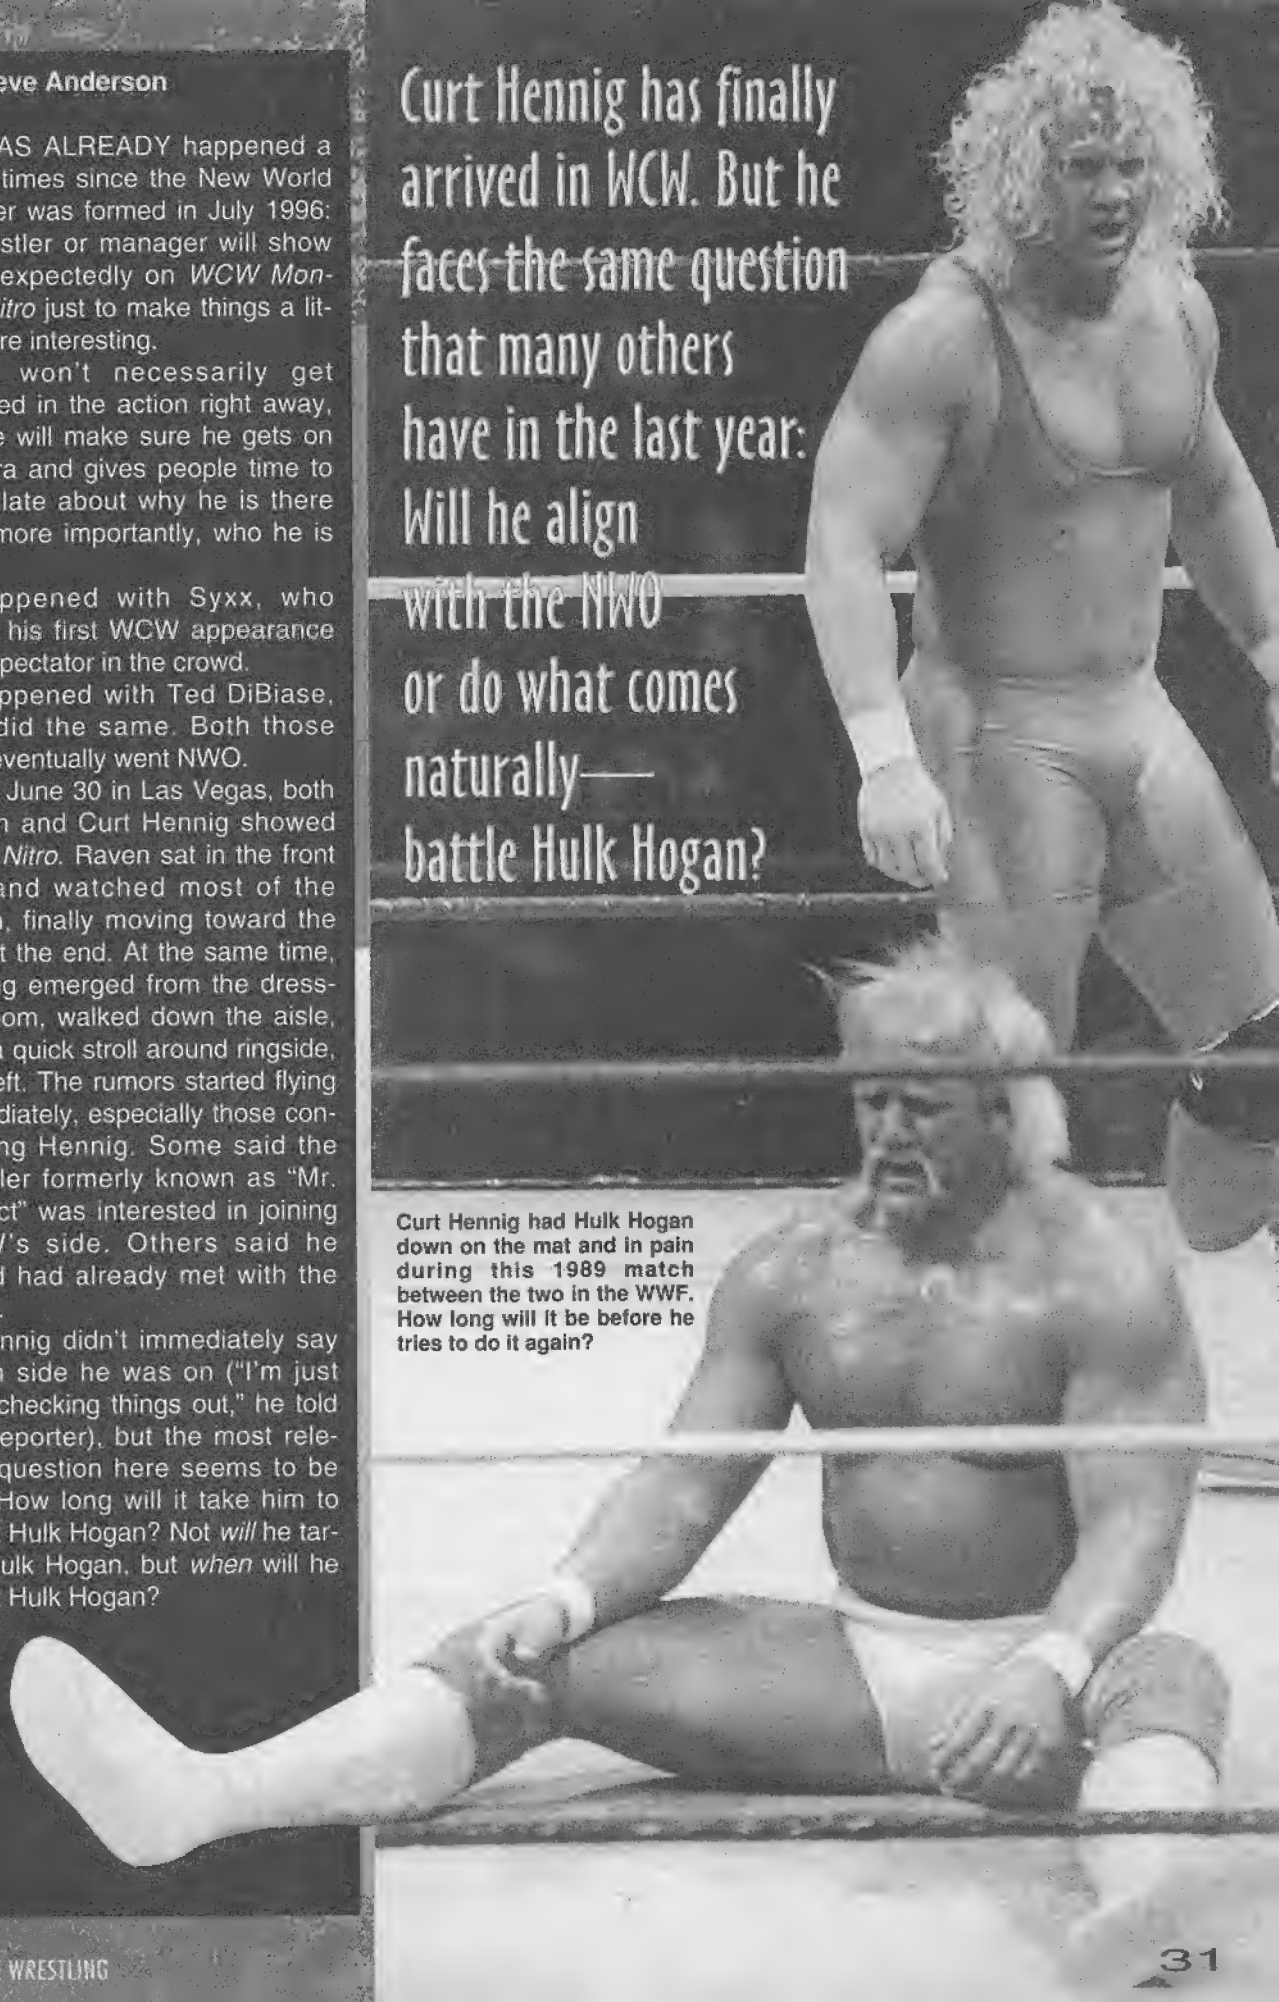 eve Anderson
AS ALREADY happened a
times since the New World
er was formed in July 1996:
stler or manager will show
expectedly on WCW Mon-
itro just to make things a lit-
re interesting.
won't necessarily get
ed in the action right away,
e will make sure he gets on
ra and gives people time to
late about why he is there
more importantly, who he is
ppened with Syxx, who
his first WCW appearance
pectator in the crowd.
ppened with Ted DiBiase,
did the same. Both those
eventually went NWO.
June 30 in Las Vegas, both
n and Curt Hennig showed
Nitro. Raven sat in the front
and watched most of the
, finally moving toward the
t the end. At the same time,
g emerged from the dress-
om, walked down the aisle,
a quick stroll around ringside,
eft. The rumors started flying
diately, especially those con-
ng Hennig. Some said the
ler formerly known as "Mr.
ct" was interested in joining
's side. Others said he
d had already met with the
.
nnig didn't immediately say
h side he was on ("I'm just
checking things out," he told
eporter), but the most rele-
question here seems to be
How long will it take him to
Hulk Hogan? Not will he tar-
ulk Hogan, but when will he
Hulk Hogan?
Curt Hennig has finally
arrived in WCW. But he
faces the same question
that many others
have in the last year:
Will he align
with the NWO
or do what comes
naturally—
battle Hulk Hogan?
Curt Hennig had Hulk Hogan
down on the mat and in pain
during this 1989 match
between the two in the WWF.
How long will it be before he
tries to do it again?
WRESTLING
31